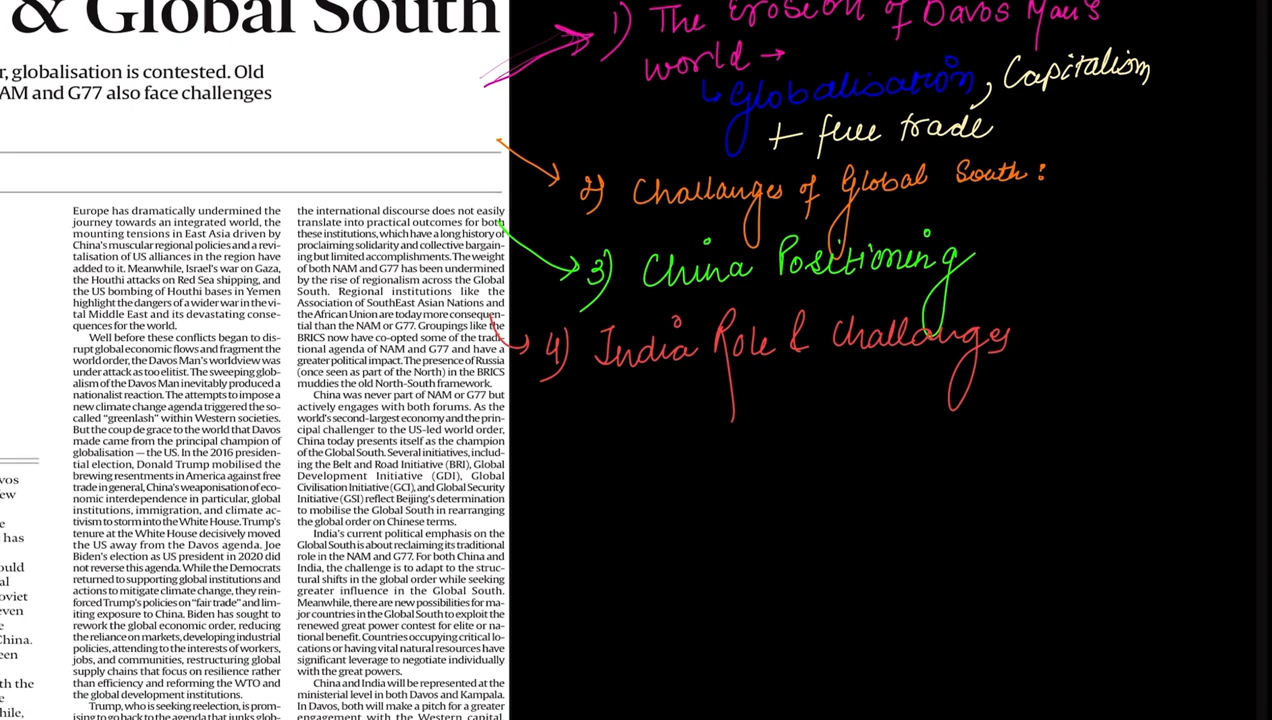 & Global South
r, globalisation is contested. Old
AM and G77 also face challenges
vos
ew
e
has
ould
al
oviet
even
e
China.
een
th the
e
hile,
Europe has dramatically undermined the
journey towards an integrated world, the
mounting tensions in East Asia driven by
China's muscular regional policies and a revi-
talisation of US alliances in the region have
added to it. Meanwhile, Israel's war on Gaza,
the Houthi attacks on Red Sea shipping, and
the US bombing of Houthi bases in Yemen
highlight the dangers of a wider war in the vi-
tal Middle East and its devastating conse-
quences for the world.
Well before these conflicts began to dis-
rupt global economic flows and fragment the
world order, the Davos Man's worldview was
under attack as too elitist. The sweeping glob-
alism of the Davos Man inevitably produced a
nationalist reaction. The attempts to impose a
new climate change agenda triggered the so-
called "greenlash" within Western societies.
But the coup de grace to the world that Davos
made came from the principal champion of
globalisation — the US. In the 2016 presiden-
tial election, Donald Trump mobilised the
brewing resentments in America against free
trade in general, China's weaponisation of eco-
nomic interdependence in particular, global
institutions, immigration, and climate ac-
tivism to storm into the White House. Trump's
tenure at the White House decisively moved
the US away from the Davos agenda. Joe
Biden's election as US president in 2020 did
not reverse this agenda. While the Democrats
returned to supporting global institutions and
actions to mitigate climate change, they rein-
forced Trump's policies on "fair trade" and lim-
iting exposure to China. Biden has sought to
rework the global economic order, reducing
the reliance on markets, developing industrial
policies, attending to the interests of workers,
jobs, and communities, restructuring global
supply chains that focus on resilience rather
than efficiency and reforming the WTO and
the global development institutions.
Trump, who is seeking reelection, is prom-
ising to go back to the agenda that junks glob-
the international discourse does not easily
translate into practical outcomes for both
these institutions, which have a long history of
proclaiming solidarity and collective bargain-
ing but limited accomplishments. The weight
of both NAM and G77 has been undermined
by the rise of regionalism across the Global
South. Regional institutions like the
Association of SouthEast Asian Nations and
the African Union are today more consequen-
tial than the NAM or G77. Groupings like the
BRICS now have co-opted some of the tradi-
tional agenda of NAM and G77 and have a
greater political impact. The presence of Russia
(once seen as part of the North) in the BRICS
muddies the old North-South framework.
China was never part of NAM or G77 but
actively engages with both forums. As the
world's second-largest economy and the prin-
cipal challenger to the US-led world order,
China today presents itself as the champion
of the Global South. Several initiatives, includ-
ing the Belt and Road Initiative (BRI), Global
Development Initiative (GDI), Global
Civilisation Initiative (GCI), and Global Security
Initiative (GSI) reflect Beijing's determination
to mobilise the Global South in rearranging
the global order on Chinese terms.
India's current political emphasis on the
Global South is about reclaiming its traditional
role in the NAM and G77. For both China and
India, the challenge is to adapt to the struc-
tural shifts in the global order while seeking
greater influence in the Global South.
Meanwhile, there are new possibilities for ma-
jor countries in the Global South to exploit the
renewed great power contest for elite or na-
tional benefit. Countries occupying critical lo-
cations or having vital natural resources have
significant leverage to negotiate individually
with the great powers.
China and India will be represented at the
ministerial level in both Davos and Kampala.
In Davos, both will make a pitch for a greater
engagement with the Western capital,
1) The Erosion of Davos Man's
world →
Globalisation, Capitalism
+ free trade
2) Challanges of Global South:
3) China Positioning
4) India Role & Challanges